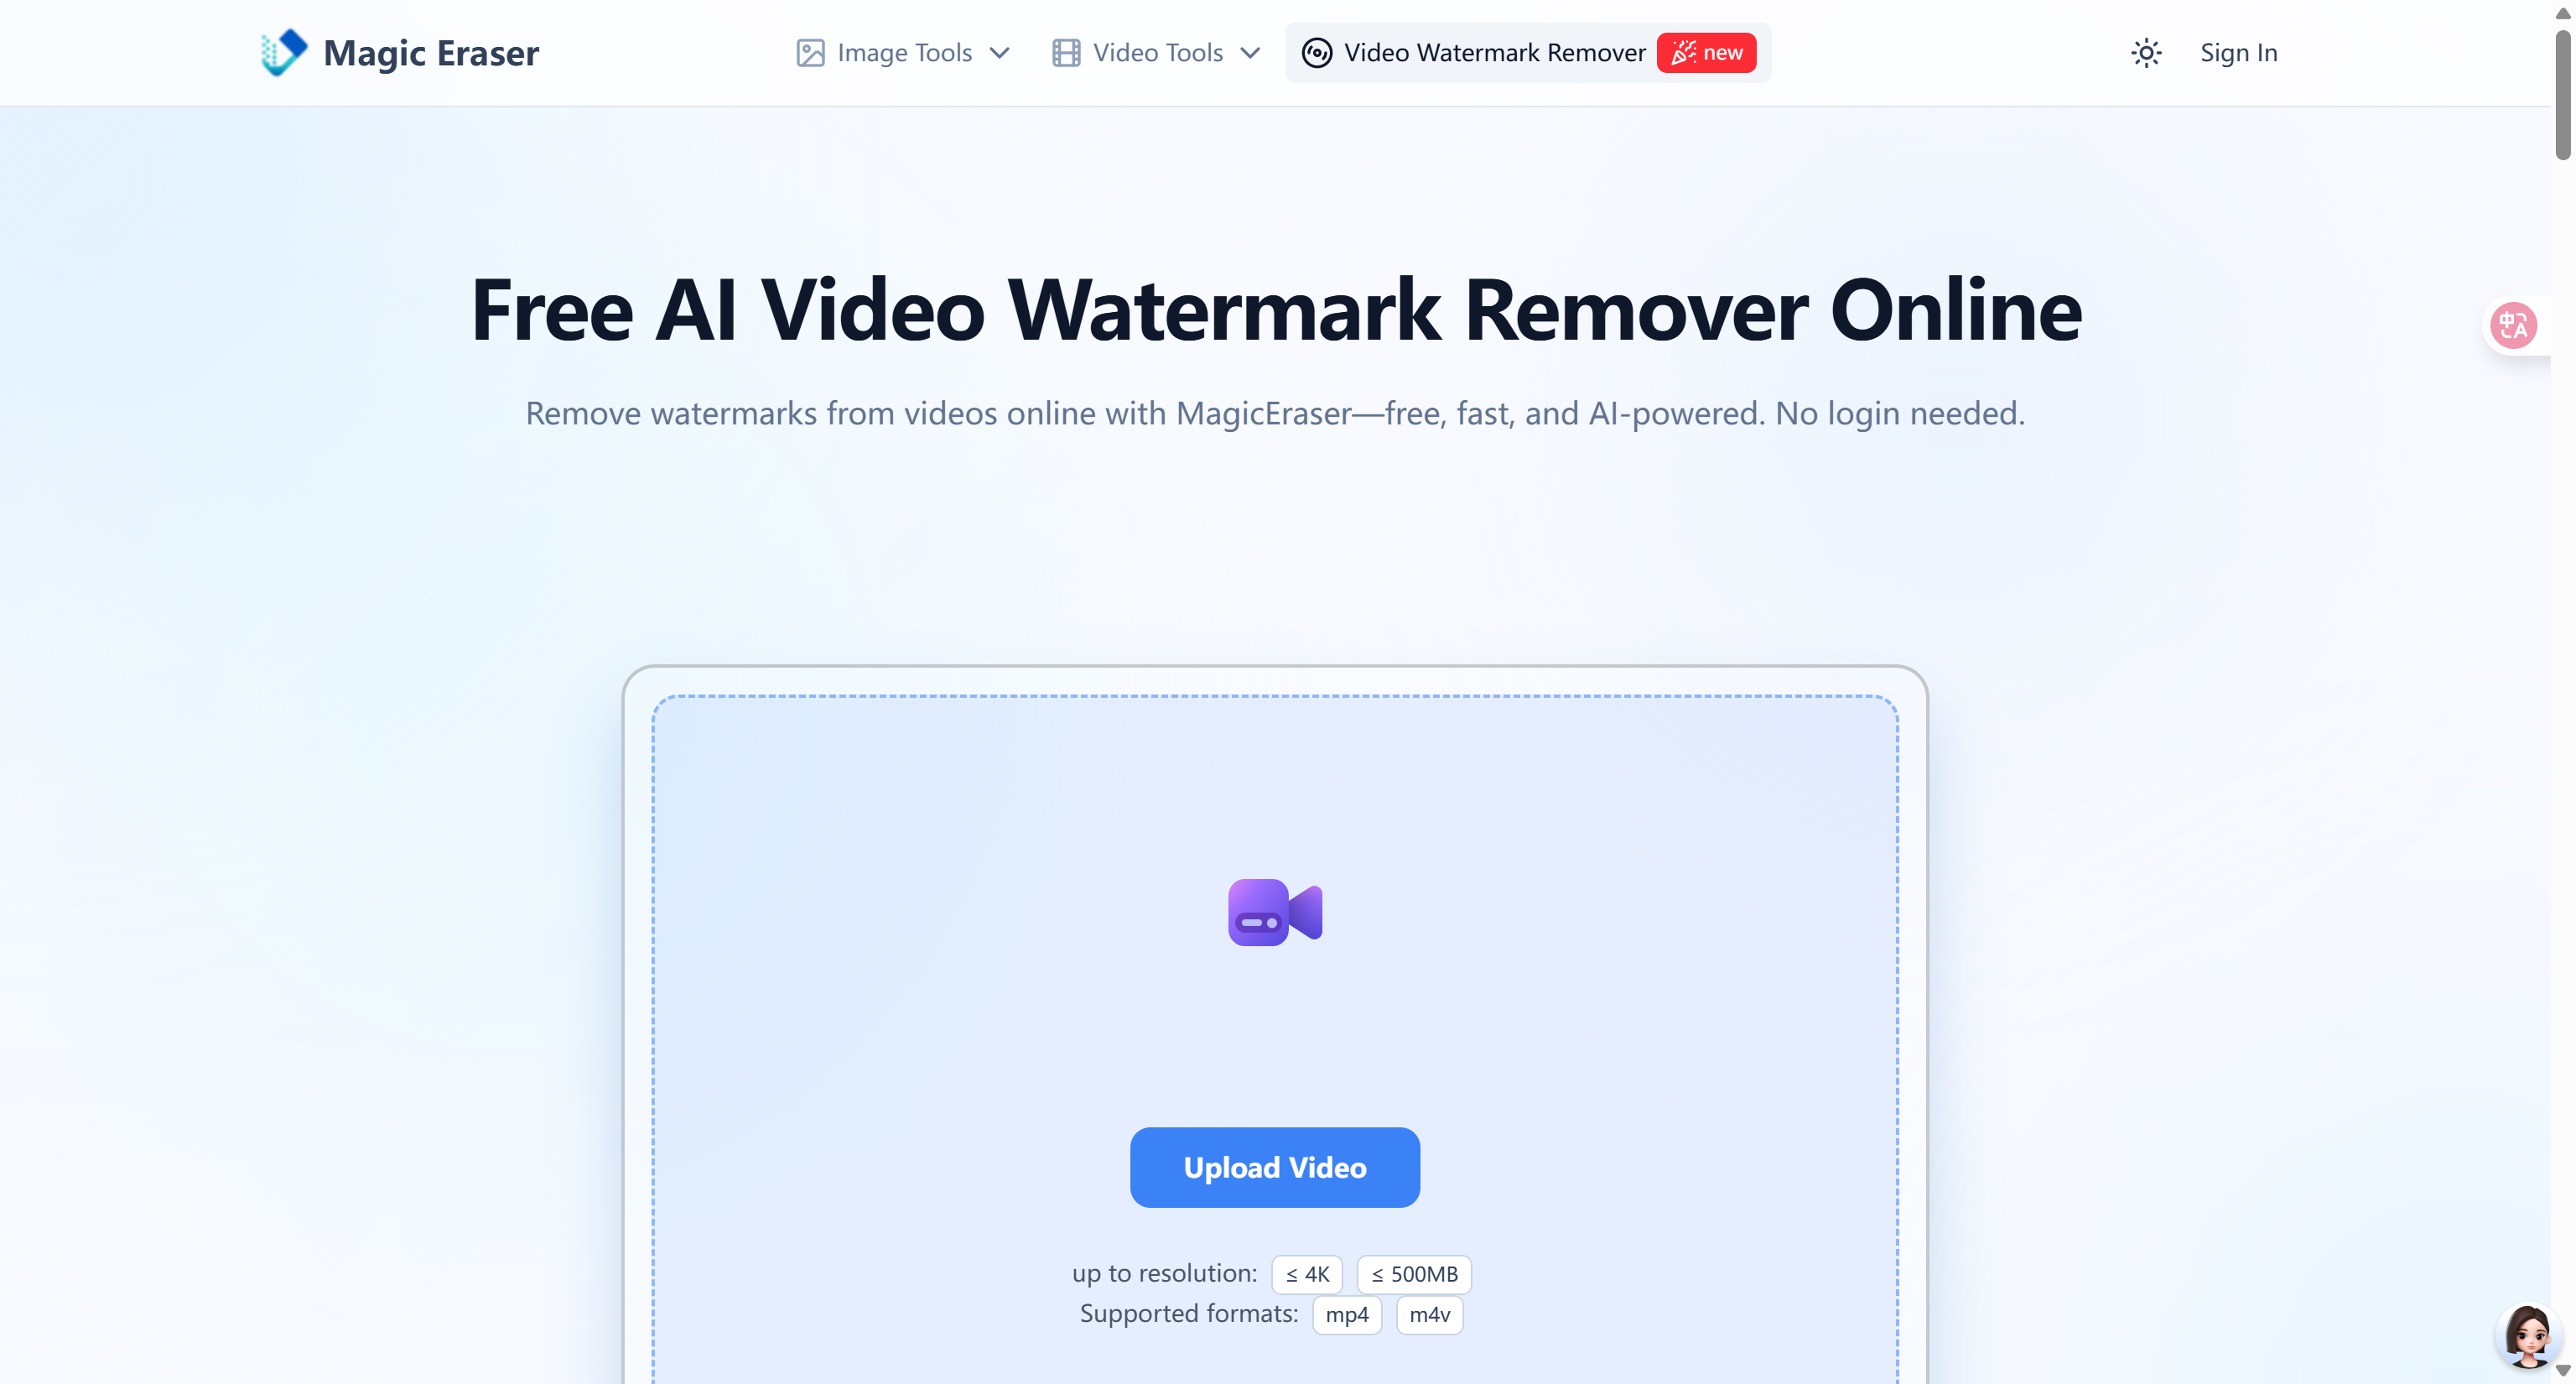 Magic Eraser
Image Tools
Video Tools
Video Watermark Remover
new
Sign In
Free AI Video Watermark Remover Online
Remove watermarks from videos online with MagicEraser—free, fast, and AI-powered. No login needed.
中A
Upload Video
up to resolution: ≤ 4K ≤ 500MB
Supported formats: mp4 m4v